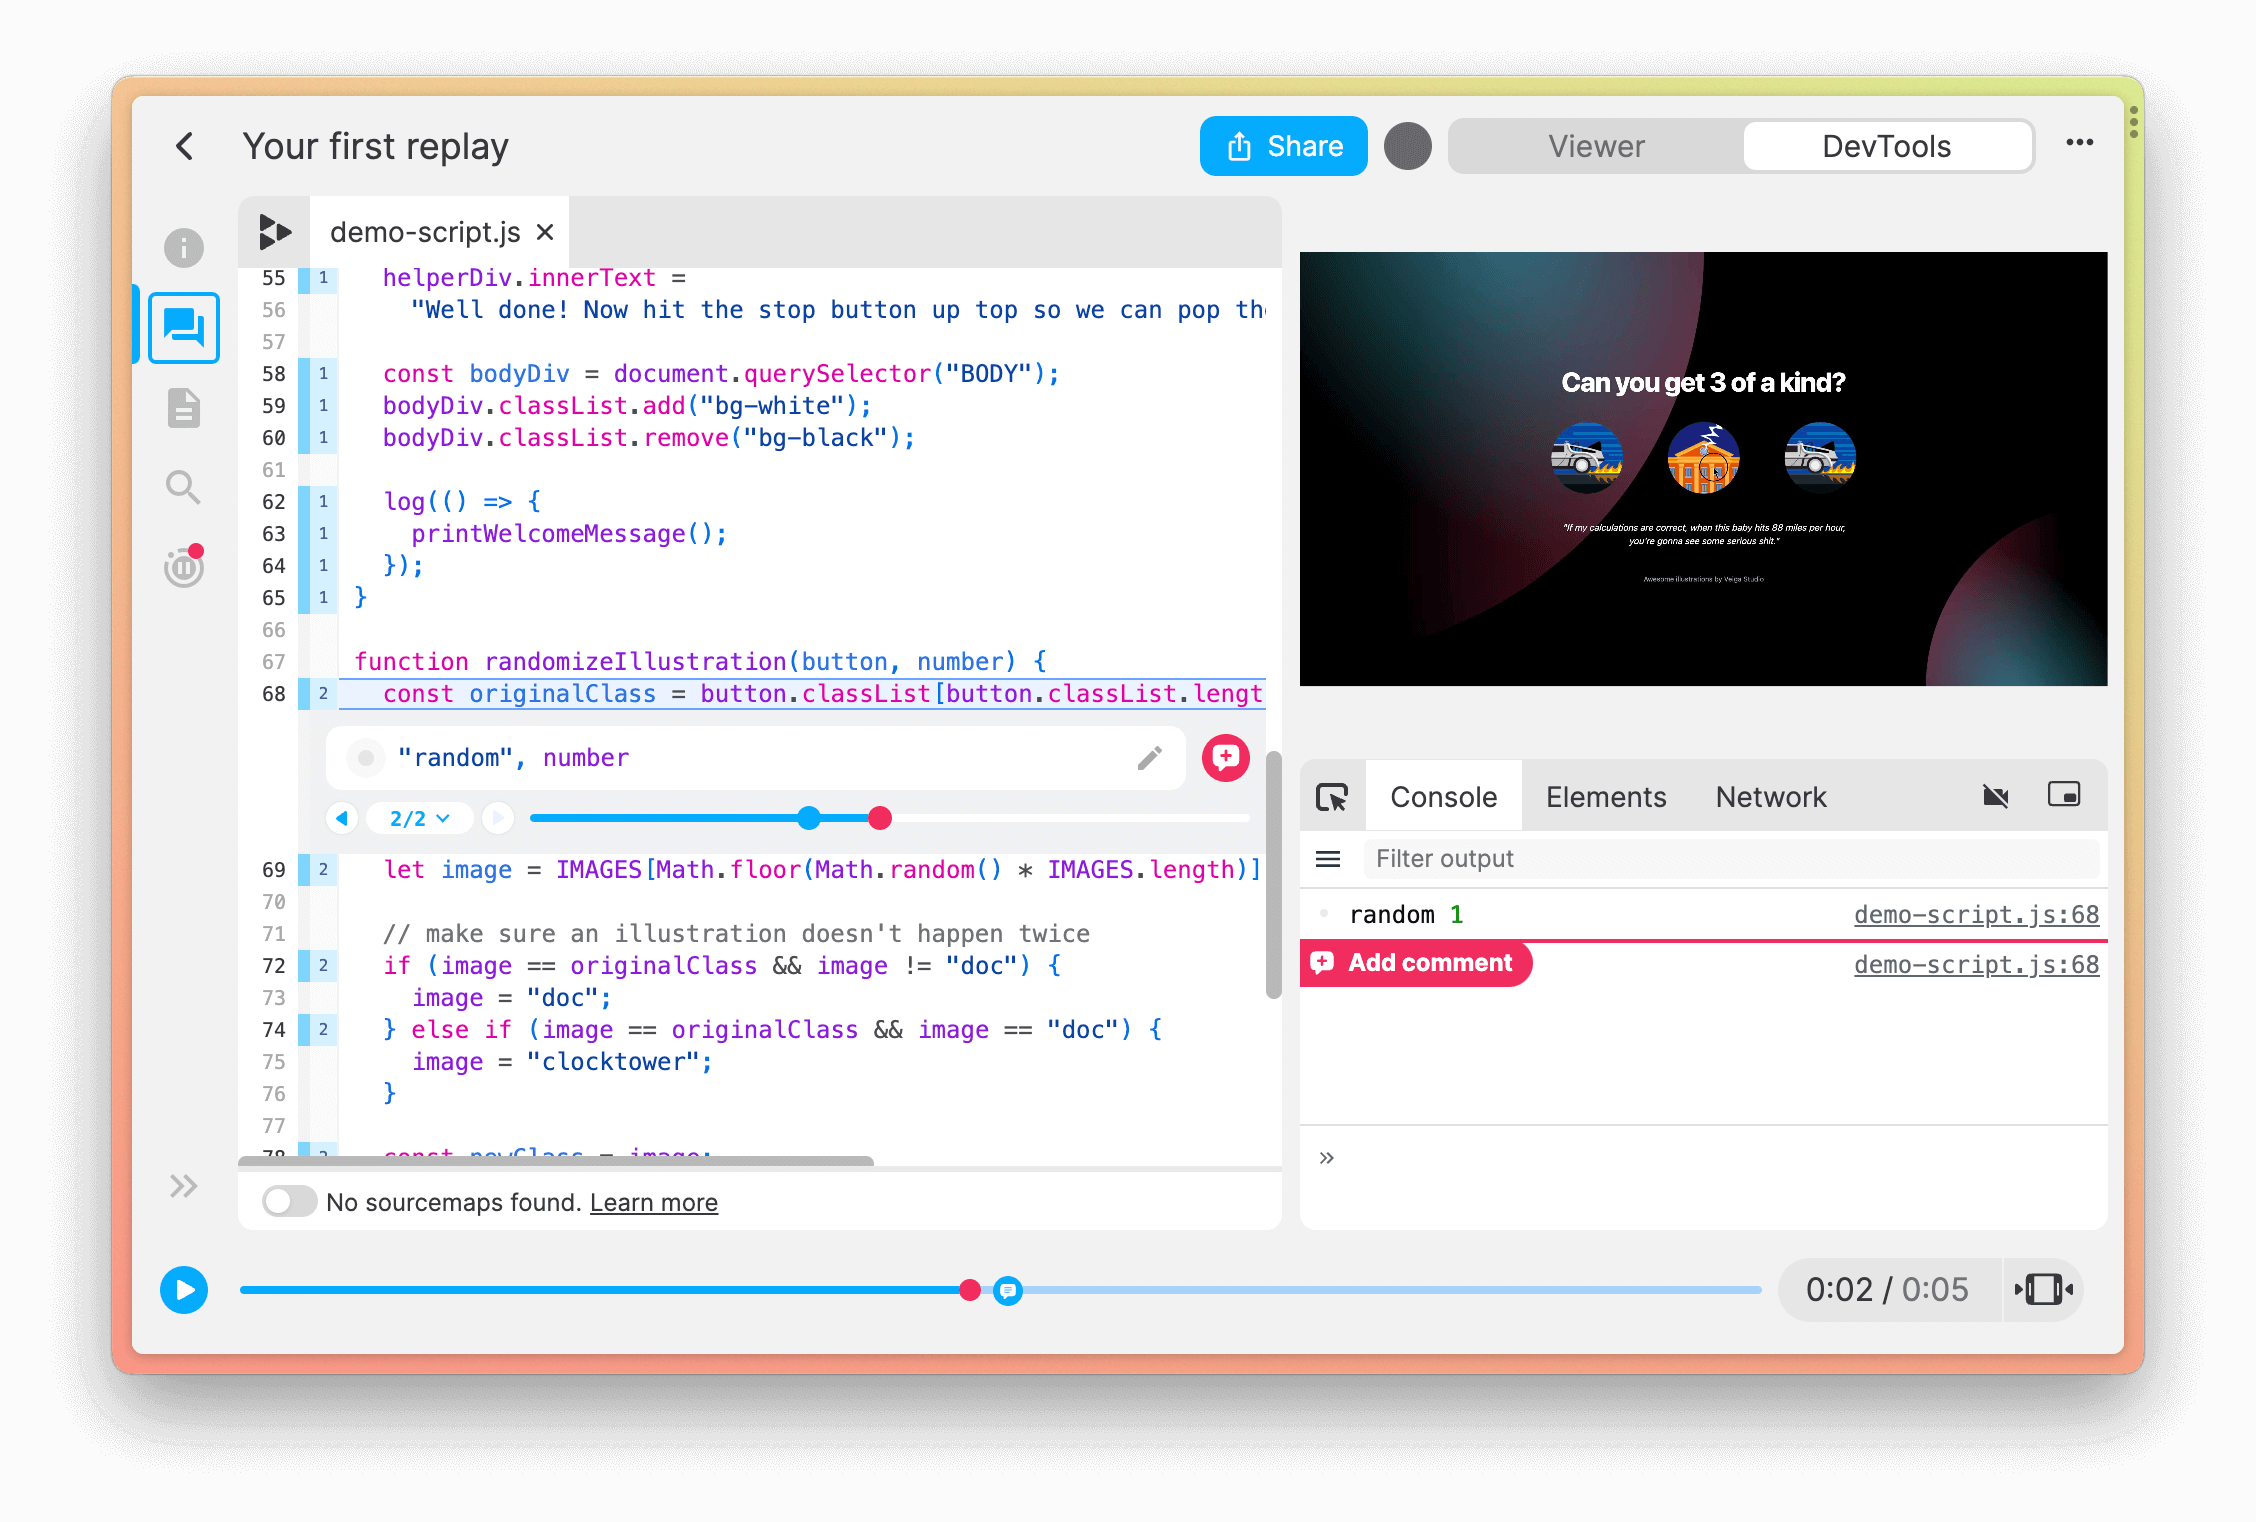 Your first replay
Share
Viewer
DevTools
demo-script.js
55 1 helperDiv.innerText =
56 "Well done! Now hit the stop button up top so we can pop th
57
58 1 const bodyDiv = document.querySelector("BODY");
59 1 bodyDiv.classList.add("bg-white");
60 1 bodyDiv.classList.remove("bg-black");
61
62 1 log(() => {
63 1 printWelcomeMessage();
64 1 });
65 1 }
66
67 function randomizeIllustration(button, number) {
68 2 const originalClass = button.classList[button.classList.lengt
"random", number
2/2
69 2 let image = IMAGES[Math.floor(Math.random() * IMAGES.length)]
70
71 // make sure an illustration doesn't happen twice
72 2 if (image == originalClass && image != "doc") {
73 image = "doc";
74 2 } else if (image == originalClass && image == "doc") {
75 image = "clocktower";
76 }
77
78 2 const newClass = image;
No sourcemaps found. Learn more
Can you get 3 of a kind?
"If my calculations are correct, when this baby hits 88 miles per hour,
you're gonna see some serious shit."
Awesome illustrations by Veiga Studio
Console
Elements
Network
Filter output
random 1 demo-script.js:68
Add comment demo-script.js:68
»
0:02 / 0:05